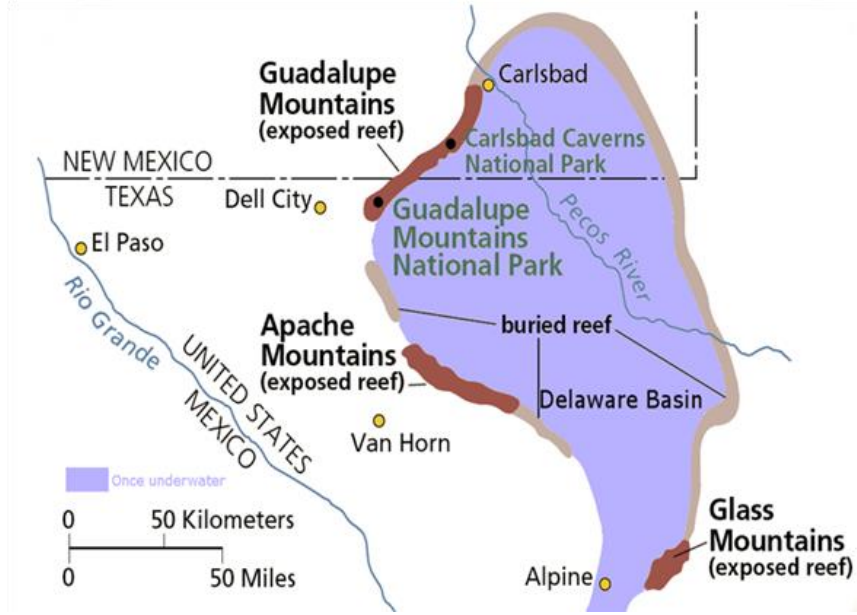 Carlsbad
Guadalupe
Mountains
(exposed reef)
Carlsbad Caverns
National Park
NEW MEXICO
TEXAS
Dell City
Guadalupe
Mountains
National Park
Pecos River
El Paso
Rio Grande
buried reef
Apache
Mountains
(exposed reef)
UNITED STATES
MEXICO
Delaware Basin
Van Horn
Once underwater
0 50 Kilometers
0 50 Miles
Glass
Mountains
(exposed reef)
Alpine